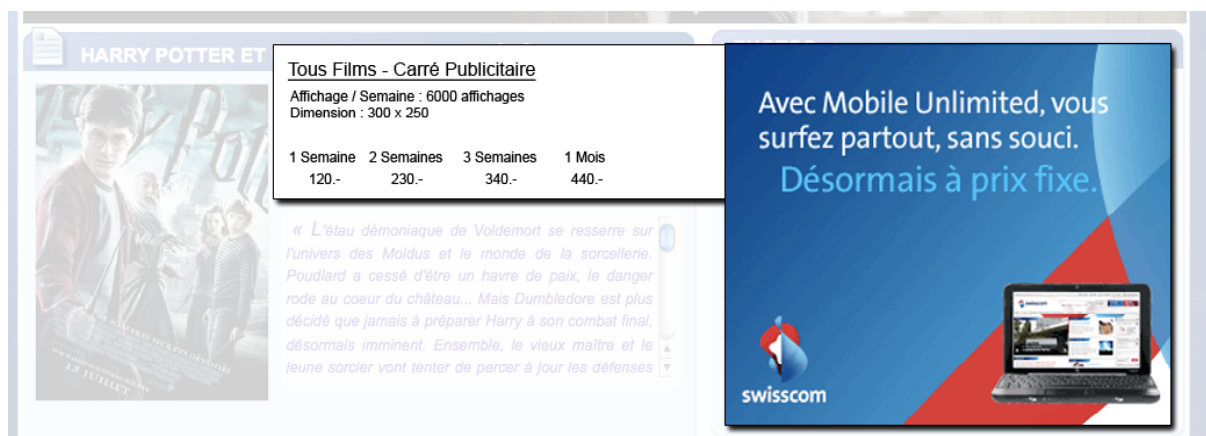 HARRY POTTER ET
Tous Films - Carré Publicitaire
Affichage / Semaine : 6000 affichages
Dimension : 300 x 250
1 Semaine 2 Semaines 3 Semaines 1 Mois
120.- 230.- 340.- 440.-
« L'étau démoniaque de Voldemort se resserre sur
l'univers des Moldus et le monde de la sorcellerie.
Poudlard a cessé d'être un havre de paix, le danger
rode au coeur du château... Mais Dumbledore est plus
décidé que jamais à préparer Harry à son combat final,
désormais imminent. Ensemble, le vieux maître et le
jeune sorcier vont tenter de percer à jour les défenses
15 JUILLET
Avec Mobile Unlimited, vous
surfez partout, sans souci.
Désormais à prix fixe.
swisscom